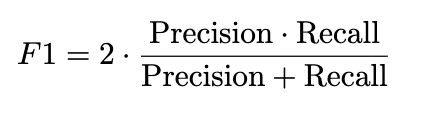 F1 = 2 · Precision · Recall / Precision + Recall